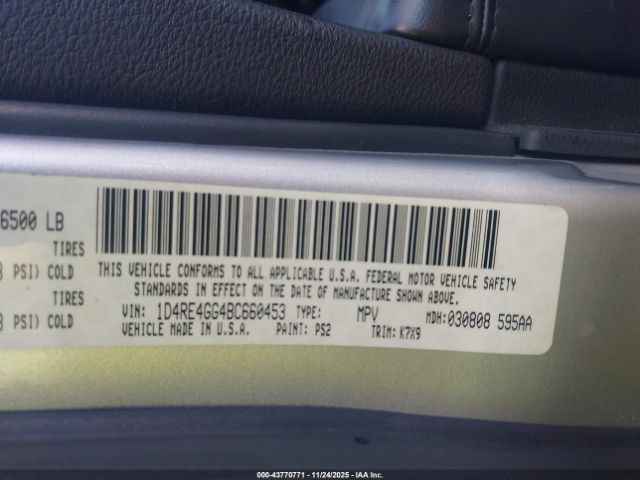 6500 LB
TIRES
PSI) COLD
TIRES
PSI) COLD
THIS VEHICLE CONFORMS TO ALL APPLICABLE U.S.A. FEDERAL MOTOR VEHICLE SAFETY
STANDARDS IN EFFECT ON THE DATE OF MANUFACTURE SHOWN ABOVE.
VIN: 1D4RE4GG4BC660453 TYPE: MPV MDH: 030808 595AA
VEHICLE MADE IN U.S.A. PAINT: PS2 TRIM: K7X9
000-43770771 - 11/24/2025 - IAA Inc.